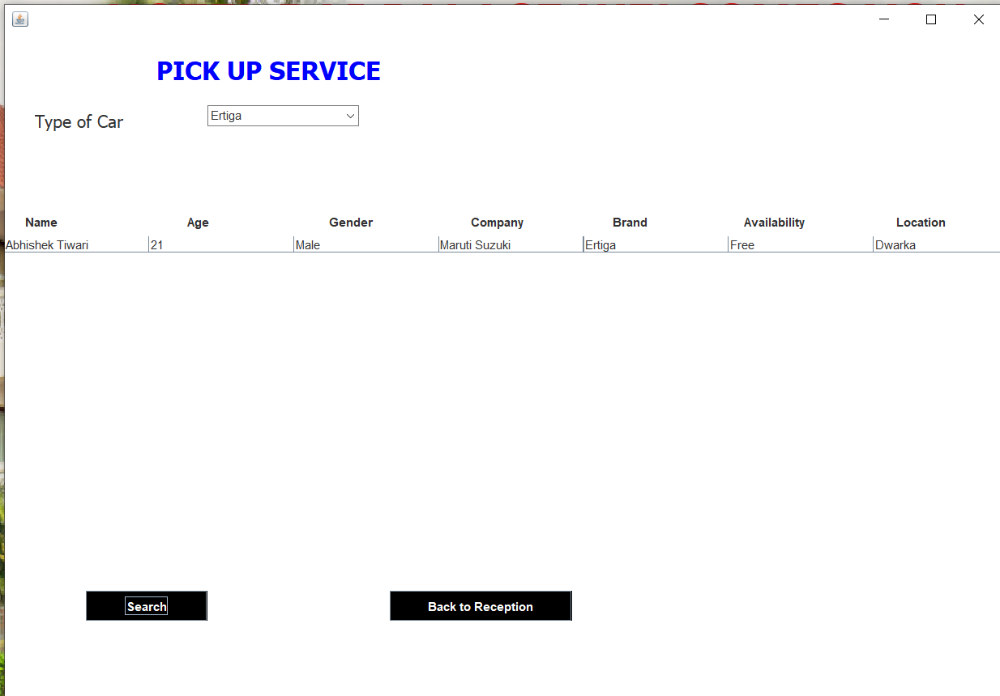 PICK UP SERVICE
Type of Car Ertiga
Name Age Gender Company Brand Availability Location
Abhishek Tiwari 21 Male Maruti Suzuki Ertiga Free Dwarka
Search Back to Reception